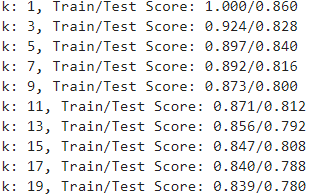 k: 1, Train/Test Score: 1.000/0.860
k: 3, Train/Test Score: 0.924/0.828
k: 5, Train/Test Score: 0.897/0.840
k: 7, Train/Test Score: 0.892/0.816
k: 9, Train/Test Score: 0.873/0.800
k: 11, Train/Test Score: 0.871/0.812
k: 13, Train/Test Score: 0.856/0.792
k: 15, Train/Test Score: 0.847/0.808
k: 17, Train/Test Score: 0.840/0.788
k: 19, Train/Test Score: 0.839/0.780